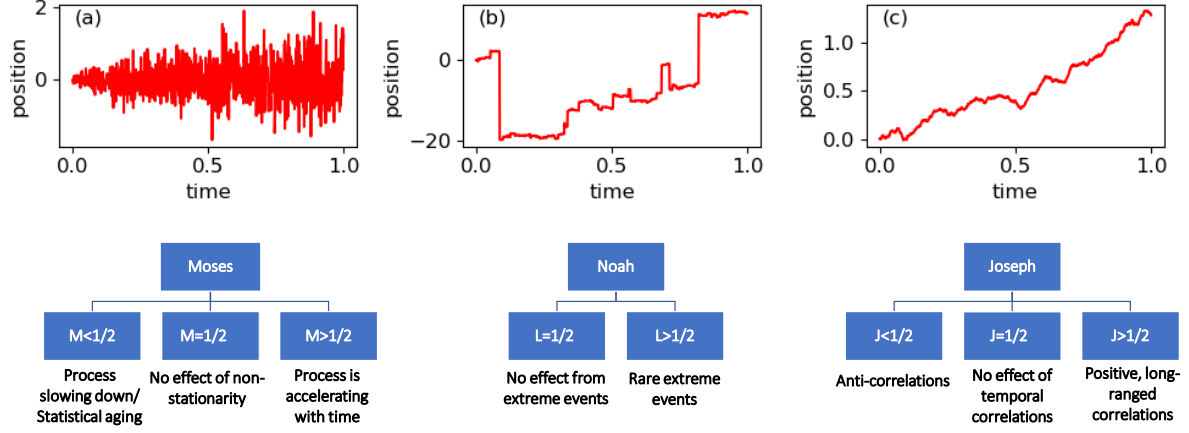 (a)
2
0
position
0.0
0.5
1.0
time
(b)
0
−20
position
0.0
0.5
1.0
time
(c)
1.0
0.5
0.0
position
0.0
0.5
1.0
time
Moses
M<1/2
M=1/2
M>1/2
Process
slowing down/
Statistical aging
No effect of non-
stationarity
Process is
accelerating
with time
Noah
L=1/2
L>1/2
No effect from
extreme events
Rare extreme
events
Joseph
J<1/2
J=1/2
J>1/2
Anti-correlations
No effect of
temporal
correlations
Positive, long-
ranged
correlations